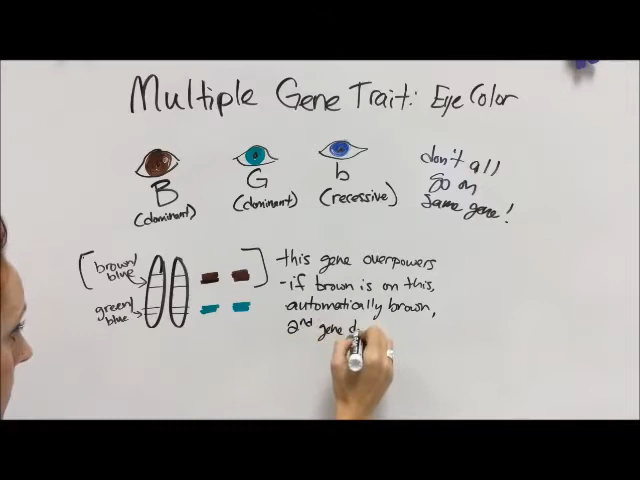 Multiple Gene Trait: Eye Color
B
(dominant)
G
(dominant)
b
(recessive)
don't all
go on
same gene!
brown/
blue
green/
blue
this gene overpowers
-if brown is on this,
automatically brown,
2nd gene d